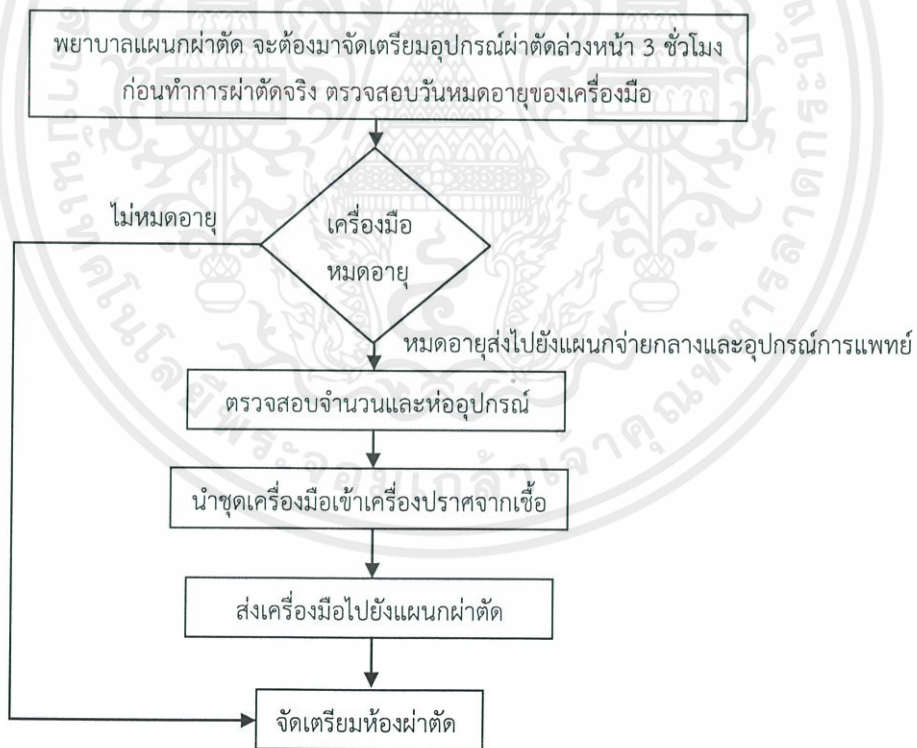 พยาบาลแผนกผ่าตัด จะต้องมาจัดเตรียมอุปกรณ์ผ่าตัดล่วงหน้า 3 ชั่วโมง
ก่อนทำการผ่าตัดจริง ตรวจสอบวันหมดอายุของเครื่องมือ
ไม่หมดอายุ
เครื่องมือ
หมดอายุ
หมดอายุส่งไปยังแผนกจ่ายกลางและอุปกรณ์การแพทย์
ตรวจสอบจำนวนและห่ออุปกรณ์
นำชุดเครื่องมือเข้าเครื่องปราศจากเชื้อ
ส่งเครื่องมือไปยังแผนกผ่าตัด
จัดเตรียมห้องผ่าตัด